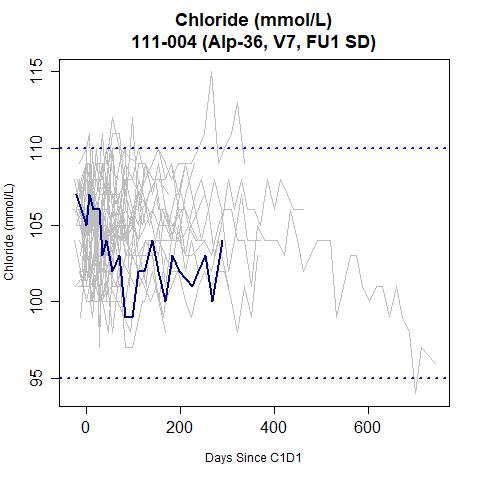 Chloride (mmol/L)
111-004 (Alp-36, V7, FU1 SD)
Chloride (mmol/L)
115
110
105
100
95
0
200
400
600
Days Since C1D1